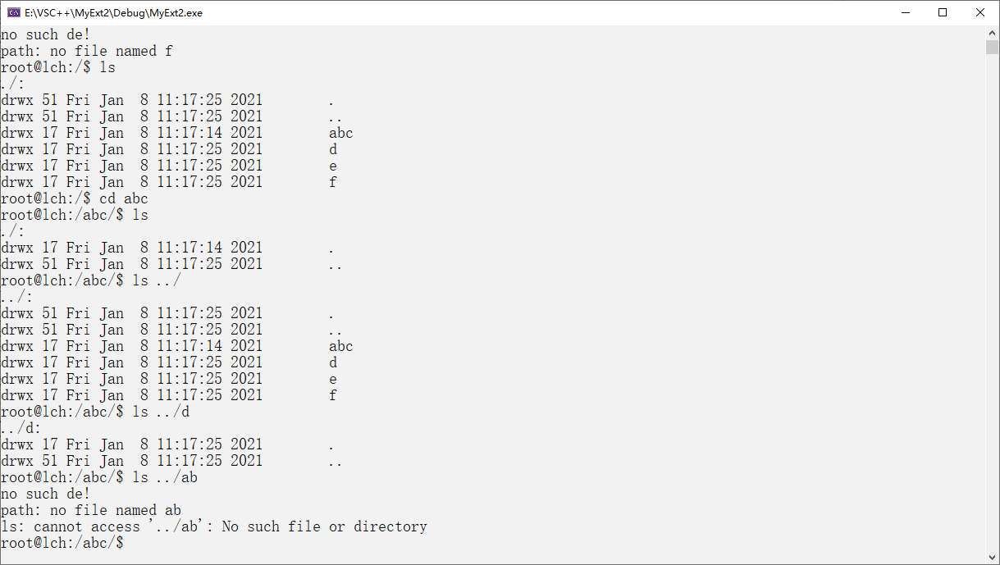 E:\VSC++\MyExt2\Debug\MyExt2.exe
no such de!
path: no file named f
root@lch:/$ ls
./:
drwx 51 Fri Jan  8 11:17:25 2021        .
drwx 51 Fri Jan  8 11:17:25 2021        ..
drwx 17 Fri Jan  8 11:17:14 2021        abc
drwx 17 Fri Jan  8 11:17:25 2021        d
drwx 17 Fri Jan  8 11:17:25 2021        e
drwx 17 Fri Jan  8 11:17:25 2021        f
root@lch:/$ cd abc
root@lch:/abc/$ ls
./:
drwx 17 Fri Jan  8 11:17:14 2021        .
drwx 51 Fri Jan  8 11:17:25 2021        ..
root@lch:/abc/$ ls ../
../:
drwx 51 Fri Jan  8 11:17:25 2021        .
drwx 51 Fri Jan  8 11:17:25 2021        ..
drwx 17 Fri Jan  8 11:17:14 2021        abc
drwx 17 Fri Jan  8 11:17:25 2021        d
drwx 17 Fri Jan  8 11:17:25 2021        e
drwx 17 Fri Jan  8 11:17:25 2021        f
root@lch:/abc/$ ls ../d
../d:
drwx 17 Fri Jan  8 11:17:25 2021        .
drwx 51 Fri Jan  8 11:17:25 2021        ..
root@lch:/abc/$ ls ../ab
no such de!
path: no file named ab
ls: cannot access '../ab': No such file or directory
root@lch:/abc/$